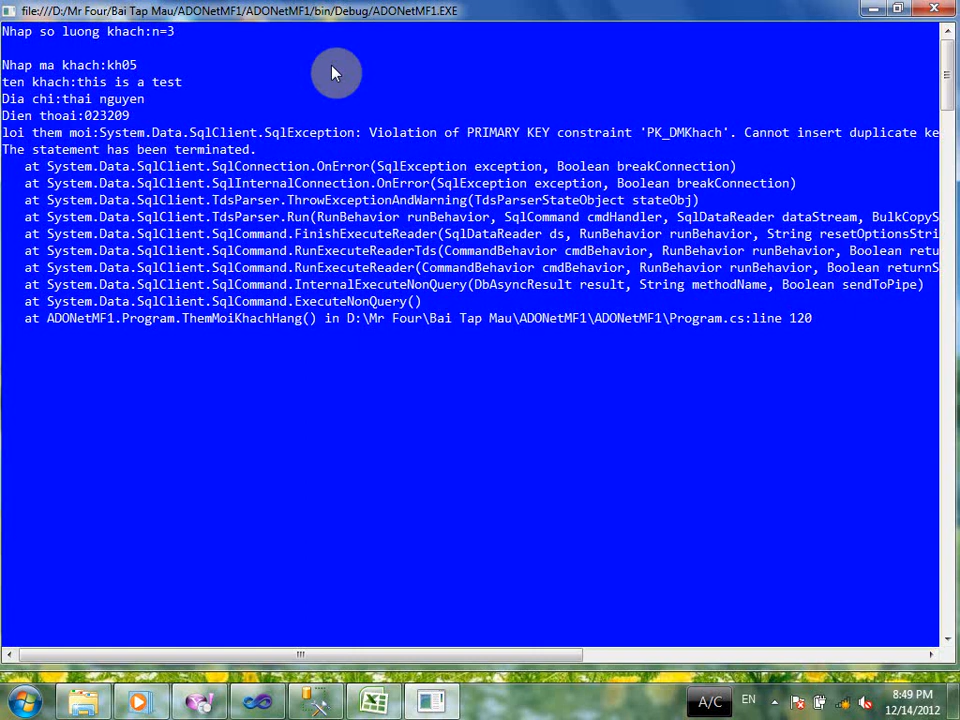 file:///D:/Mr Four/Bai Tap Mau/ADONetMF1/ADONetMF1/bin/Debug/ADONetMF1.EXE
Nhap so luong khach:n=3
Nhap ma khach:kh05
ten khach:this is a test
Dia chi:thai nguyen
Dien thoai:023209
loi them moi:System.Data.SqlClient.SqlException: Violation of PRIMARY KEY constraint 'PK_DMKhach'. Cannot insert duplicate ke
The statement has been terminated.
at System.Data.SqlClient.SqlConnection.OnError(SqlException exception, Boolean breakConnection)
at System.Data.SqlClient.SqlInternalConnection.OnError(SqlException exception, Boolean breakConnection)
at System.Data.SqlClient.TdsParser.ThrowExceptionAndWarning(TdsParserStateObject stateObj)
at System.Data.SqlClient.TdsParser.Run(RunBehavior runBehavior, SqlCommand cmdHandler, SqlDataReader dataStream, BulkCopyS
at System.Data.SqlClient.SqlCommand.FinishExecuteReader(SqlDataReader ds, RunBehavior runBehavior, String resetOptionsStri
at System.Data.SqlClient.SqlCommand.RunExecuteReaderTds(CommandBehavior cmdBehavior, RunBehavior runBehavior, Boolean retu
at System.Data.SqlClient.SqlCommand.RunExecuteReader(CommandBehavior cmdBehavior, RunBehavior runBehavior, Boolean returnS
at System.Data.SqlClient.SqlCommand.InternalExecuteNonQuery(DbAsyncResult result, String methodName, Boolean sendToPipe)
at System.Data.SqlClient.SqlCommand.ExecuteNonQuery()
at ADONetMF1.Program.ThemMoiKhachHang() in D:\Mr Four\Bai Tap Mau\ADONetMF1\ADONetMF1\Program.cs:line 120
A/C
EN
8:49 PM
12/14/2012